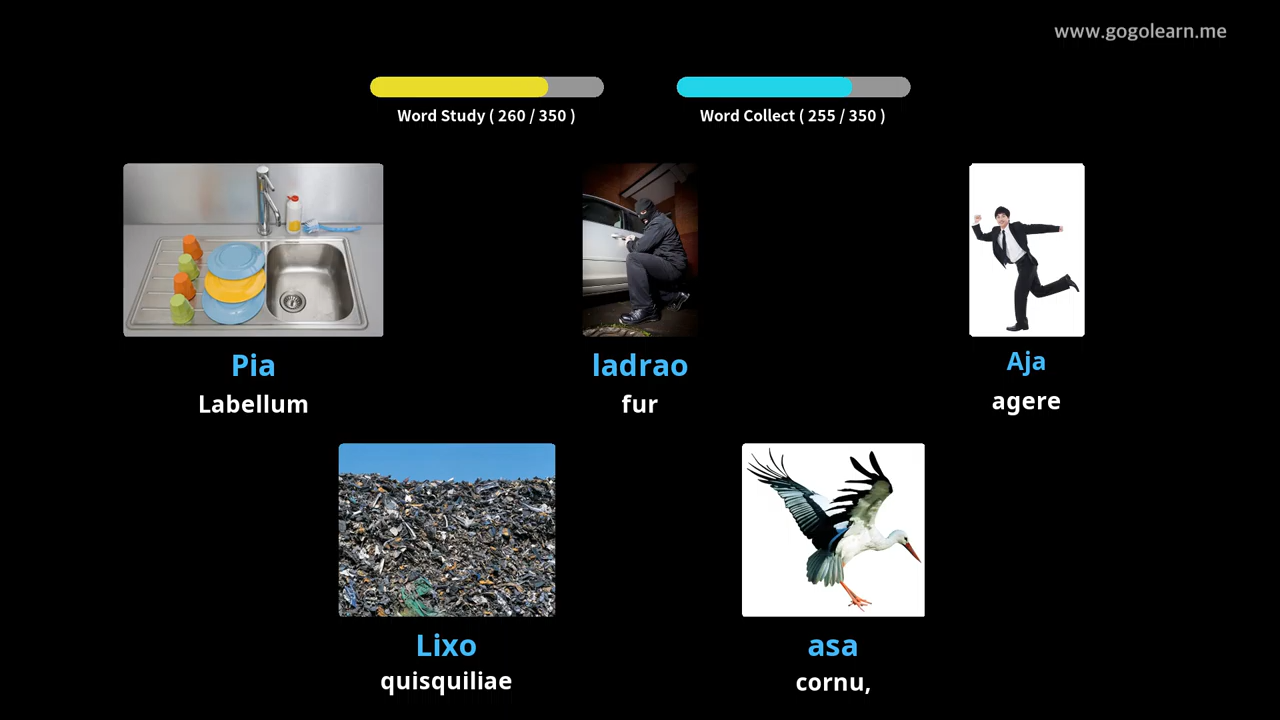 www.gogolearn.me
Word Study ( 260 / 350 )
Word Collect ( 255 / 350 )
Pia
Labellum
ladrao
fur
Aja
agere
Lixo
quisquiliae
asa
cornu,